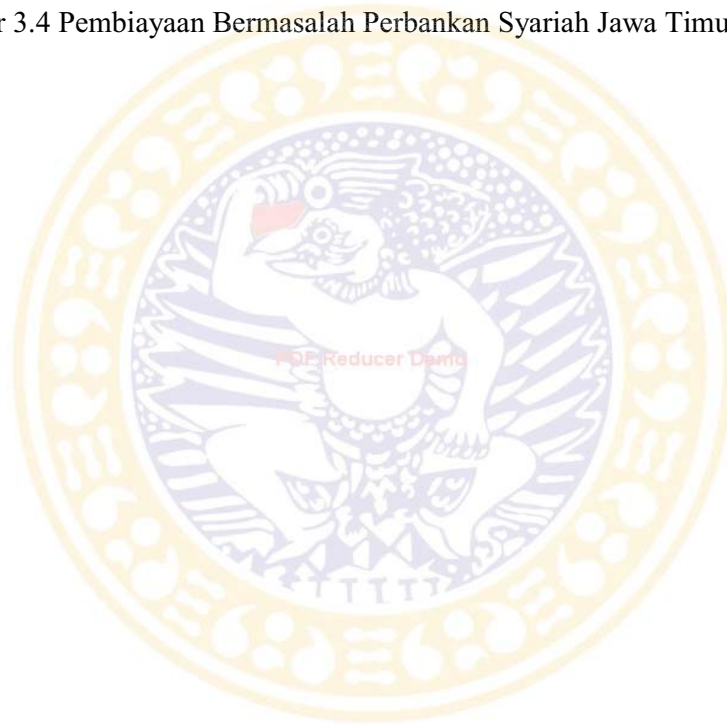 r 3.4 Pembiayaan Bermasalah Perbankan Syariah Jawa Timu
PDF Reducer Demo